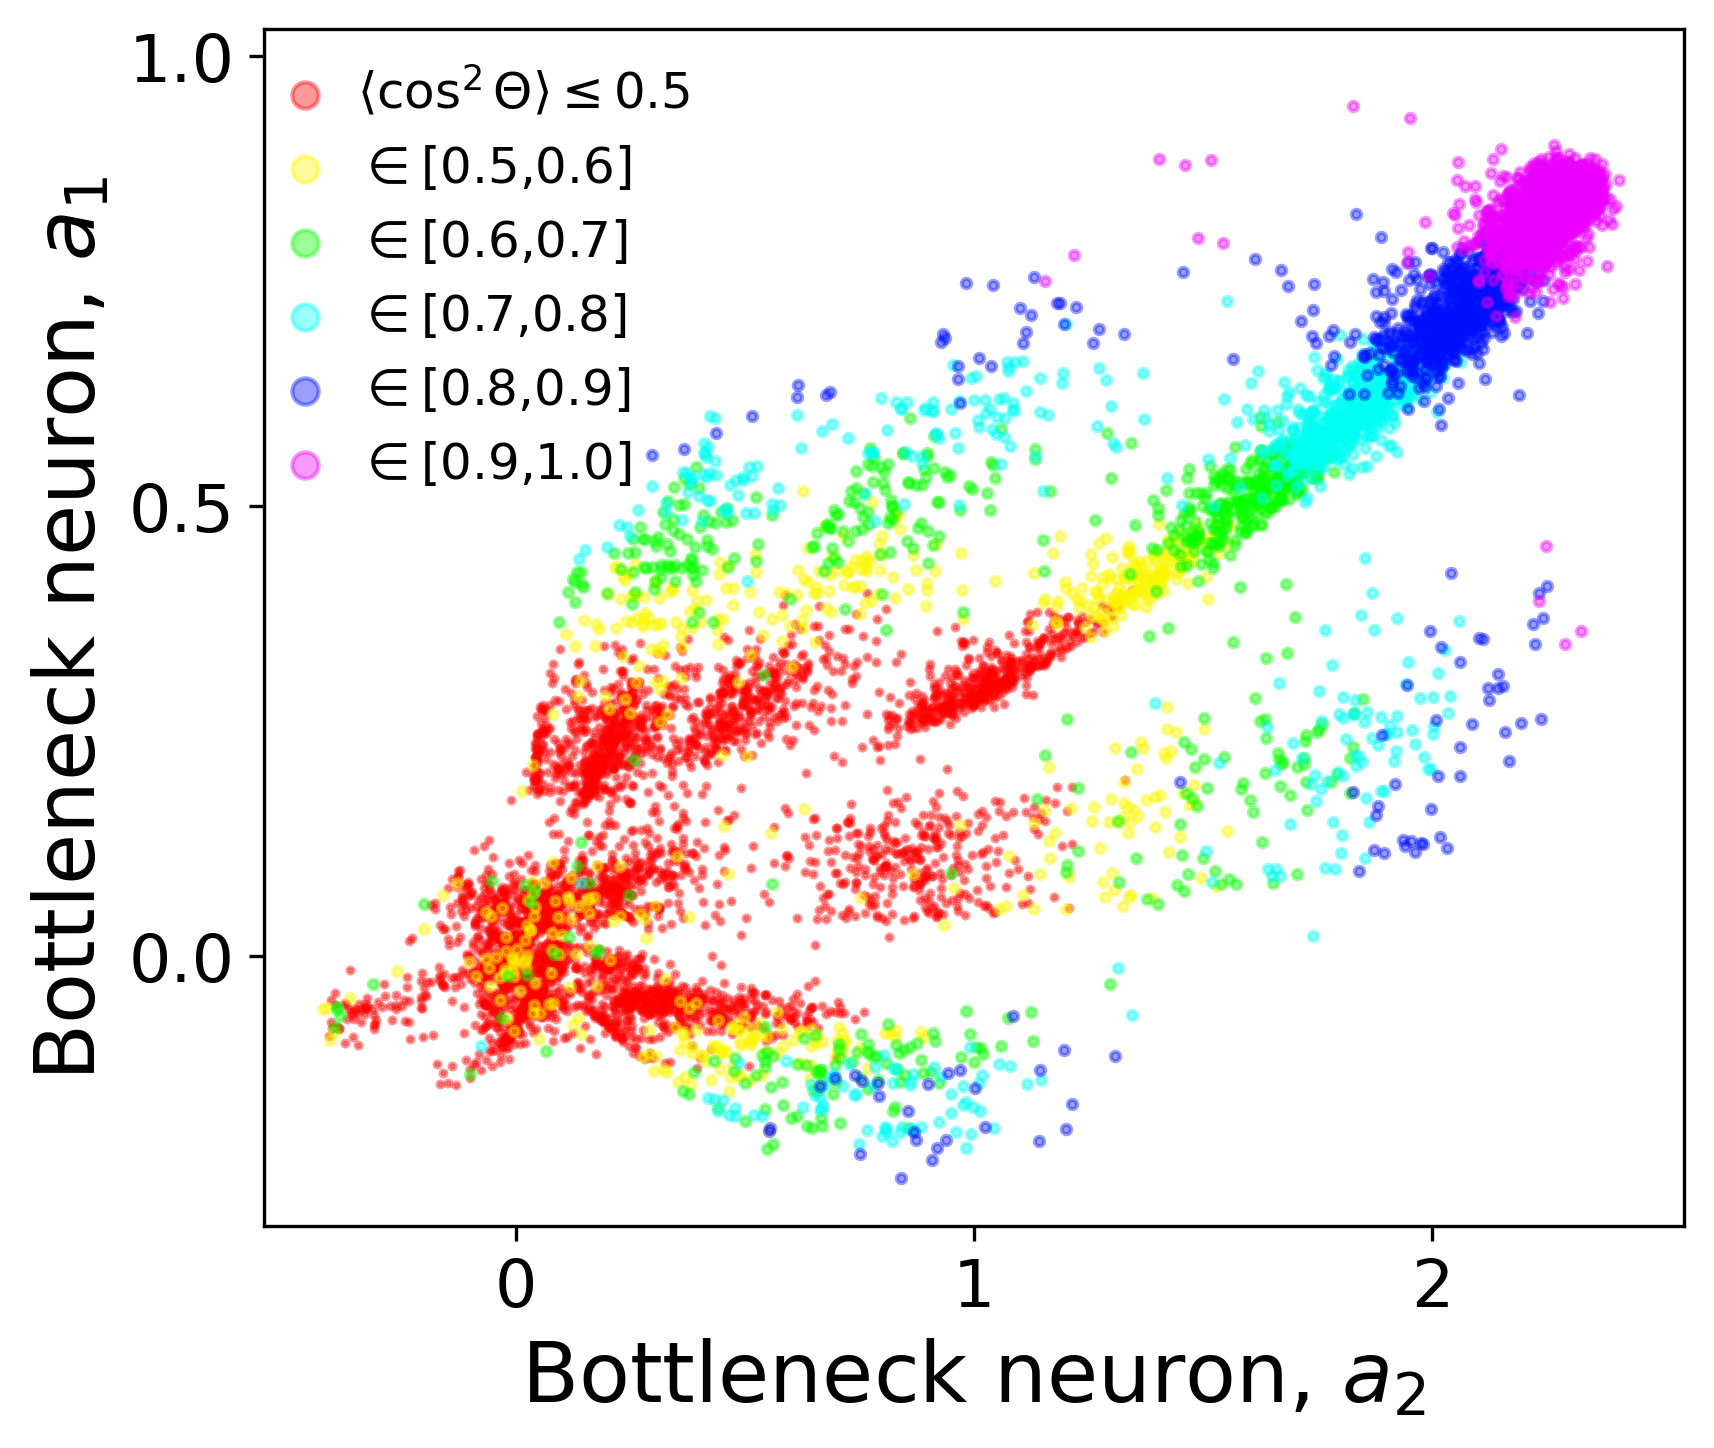 1.0
0.5
0.0
Bottleneck neuron, a₁
⟨cos² Θ⟩ ≤ 0.5
∈ [0.5,0.6]
∈ [0.6,0.7]
∈ [0.7,0.8]
∈ [0.8,0.9]
∈ [0.9,1.0]
0 1 2
Bottleneck neuron, a₂